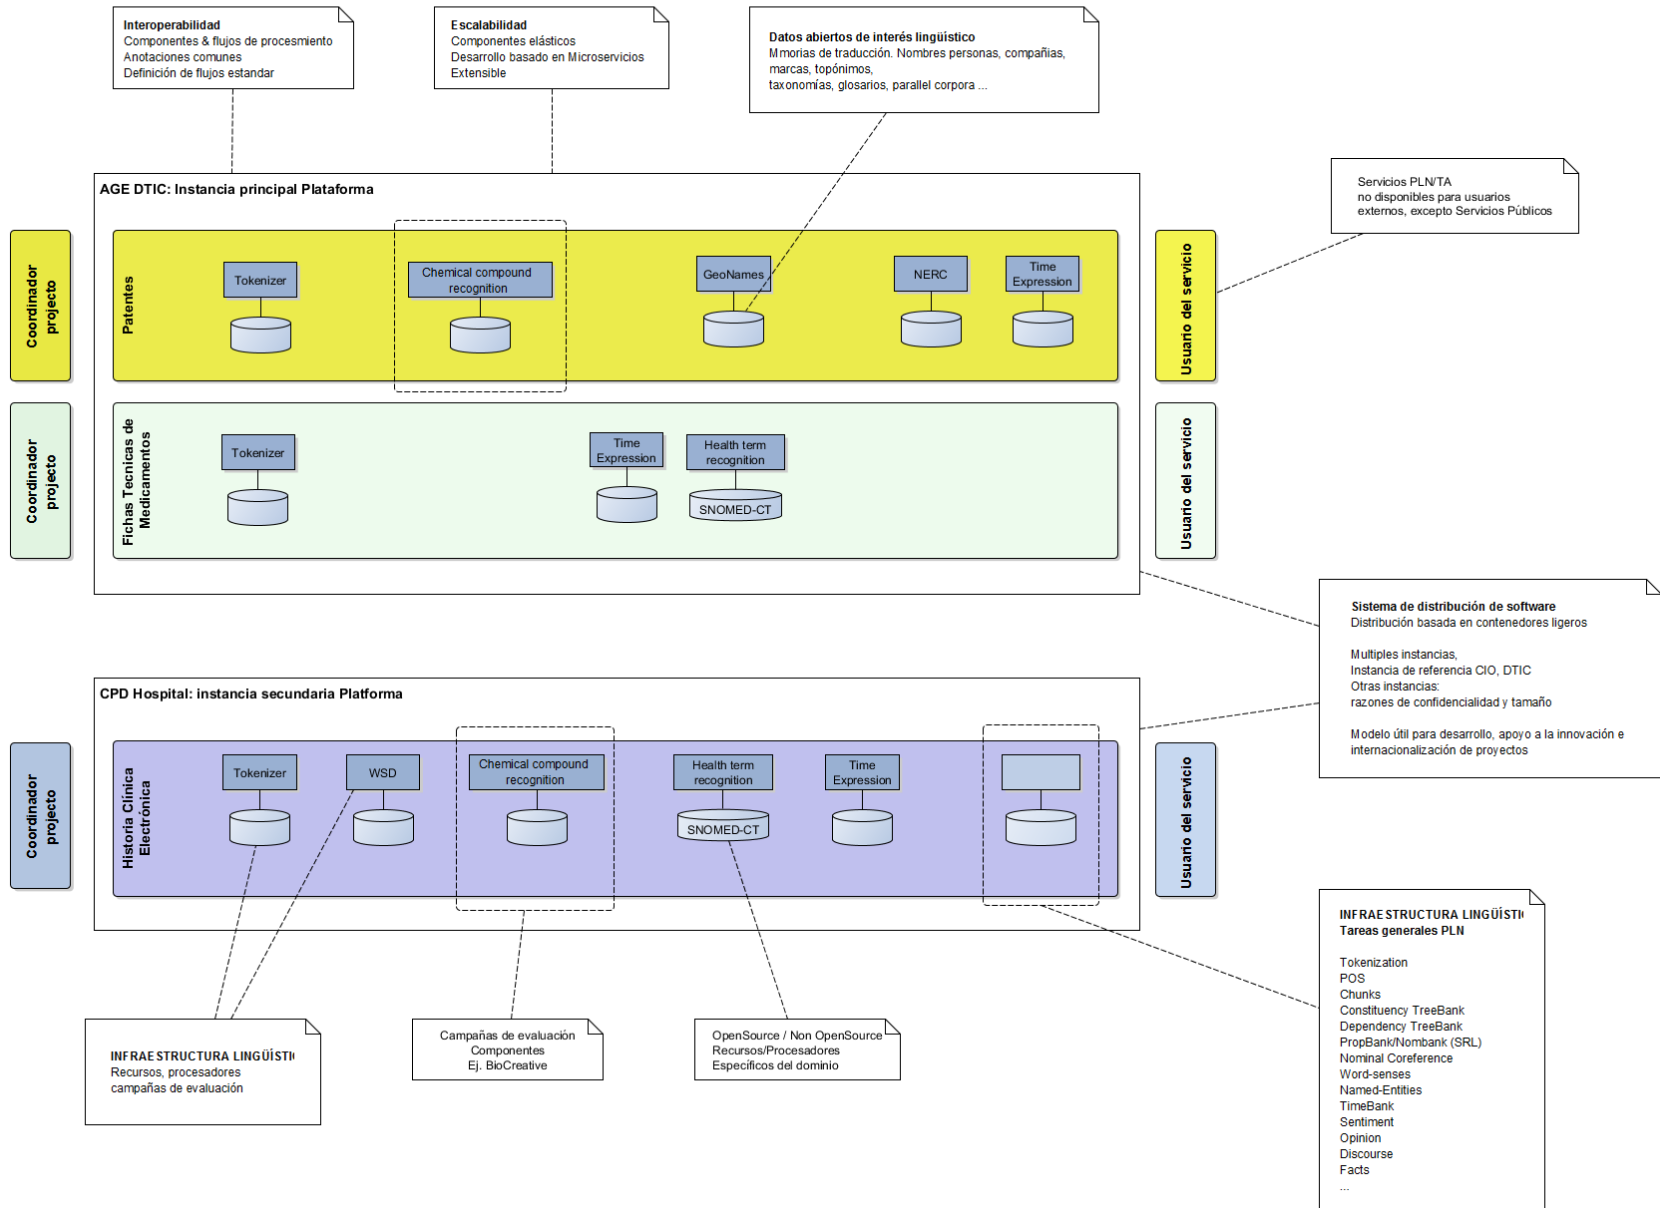 Interoperabilidad
Componentes & flujos de procesmiento
Anotaciones comunes
Definición de flujos estandar
Escalabilidad
Componentes elásticos
Desarrollo basado en Microservicios
Extensible
Datos abiertos de interés lingüístico
Mmorias de traducción. Nombres personas, compañias,
marcas, topónimos,
taxonomías, glosarios, parallel corpora ...
Servicios PLN/TA
no disponibles para usuarios
externos, excepto Servicios Públicos
AGE DTIC: Instancia principal Plataforma
Coordinador
projecto
Patentes
Tokenizer
Chemical compound
recognition
GeoNames
NERC
Time
Expression
Usuario del servicio
Coordinador
projecto
Fichas Tecnicas de
Medicamentos
Tokenizer
Time
Expression
Health term
recognition
SNOMED-CT
Usuario del servicio
Sistema de distribución de software
Distribución basada en contenedores ligeros
Multiples instancias,
Instancia de referencia CIO, DTIC
Otras instancias:
razones de confidencialidad y tamaño
Modelo útil para desarrollo, apoyo a la innovación e
internacionalización de proyectos
CPD Hospital: instancia secundaria Platforma
Coordinador
projecto
Historia Clínica
Electrónica
Tokenizer
WSD
Chemical compound
recognition
Health term
recognition
SNOMED-CT
Time
Expression
Usuario del servicio
INFRAESTRUCTURA LINGÜÍSTI
Recursos, procesadores
campañas de evaluación
Campañas de evaluación
Componentes
Ej. BioCreative
OpenSource / Non OpenSource
Recursos/Procesadores
Específicos del dominio
INFRAESTRUCTURA LINGÜÍSTI
Tareas generales PLN
Tokenization
POS
Chunks
Constituency TreeBank
Dependency TreeBank
PropBank/Nombank (SRL)
Nominal Coreference
Word-senses
Named-Entities
TimeBank
Sentiment
Opinion
Discourse
Facts
...